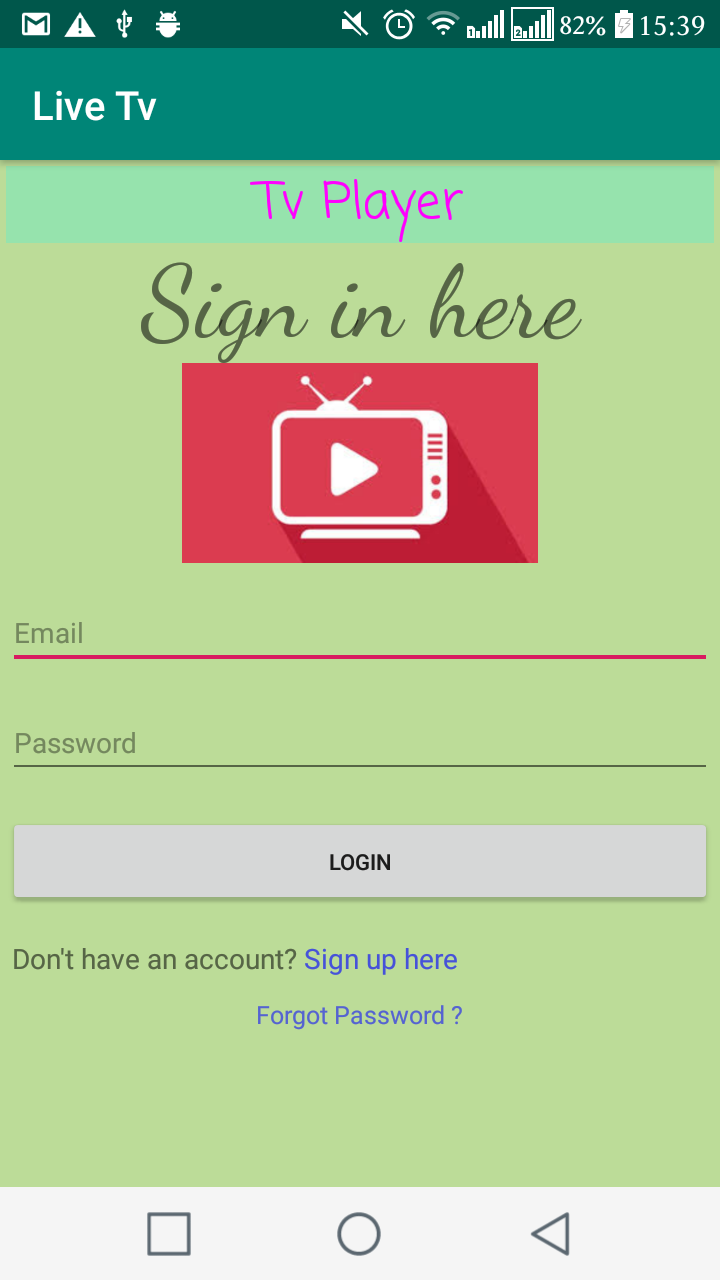 82% 15:39
Live Tv
Tv Player
Sign in here
Email
Password
LOGIN
Don't have an account? Sign up here
Forgot Password ?